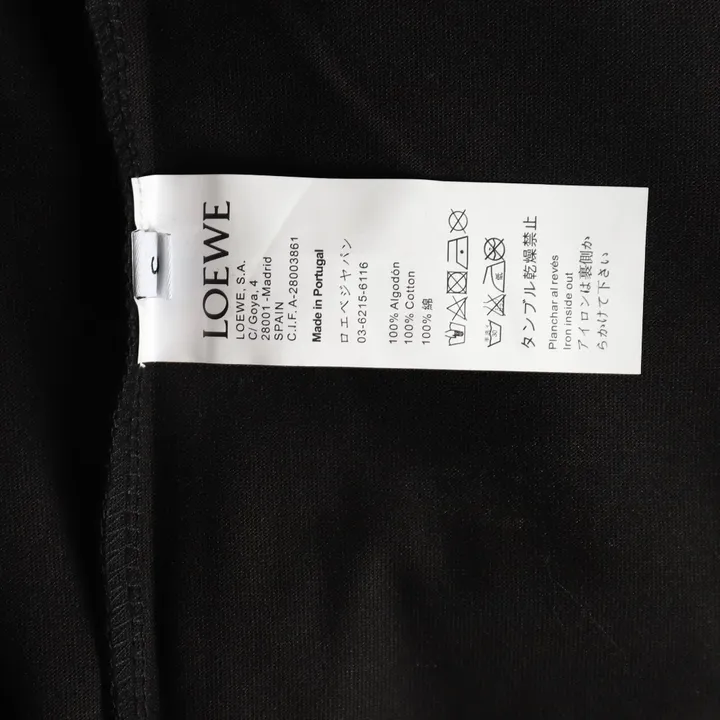 LOEWE
LOEWE, S.A.
C/ Goya, 4
28001 -Madrid
SPAIN
C.I.F. A-28003861
Made in Portugal
ロエベジャパン
03-6215-6116
100% Algodón
100% Cotton
100% 綿
タンブル乾燥禁止
Planchar al revés
Iron inside out
アイロンは裏側か
らかけて下さい
C